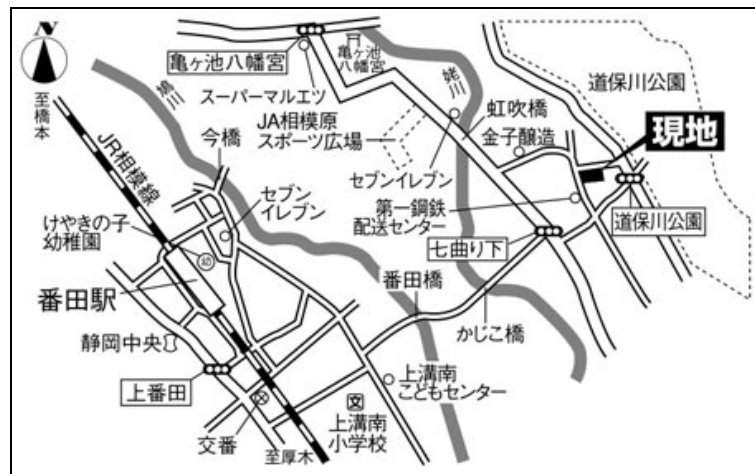 N
至橋本
JR相模線
鳩川
亀ヶ池八幡宮
亀ヶ池
八幡宮
スーパーマルエツ
姥川
道保川公園
今橋
JA相模原
スポーツ広場
虹吹橋
金子醸造
現地
セブン
イレブン
セブンイレブン
けやきの子
幼稚園
幼
第一鋼鉄
配送センター
道保川公園
七曲り下
番田駅
番田橋
静岡中央
かじこ橋
上番田
上溝南
こどもセンター
文
交番
上溝南
小学校
至厚木